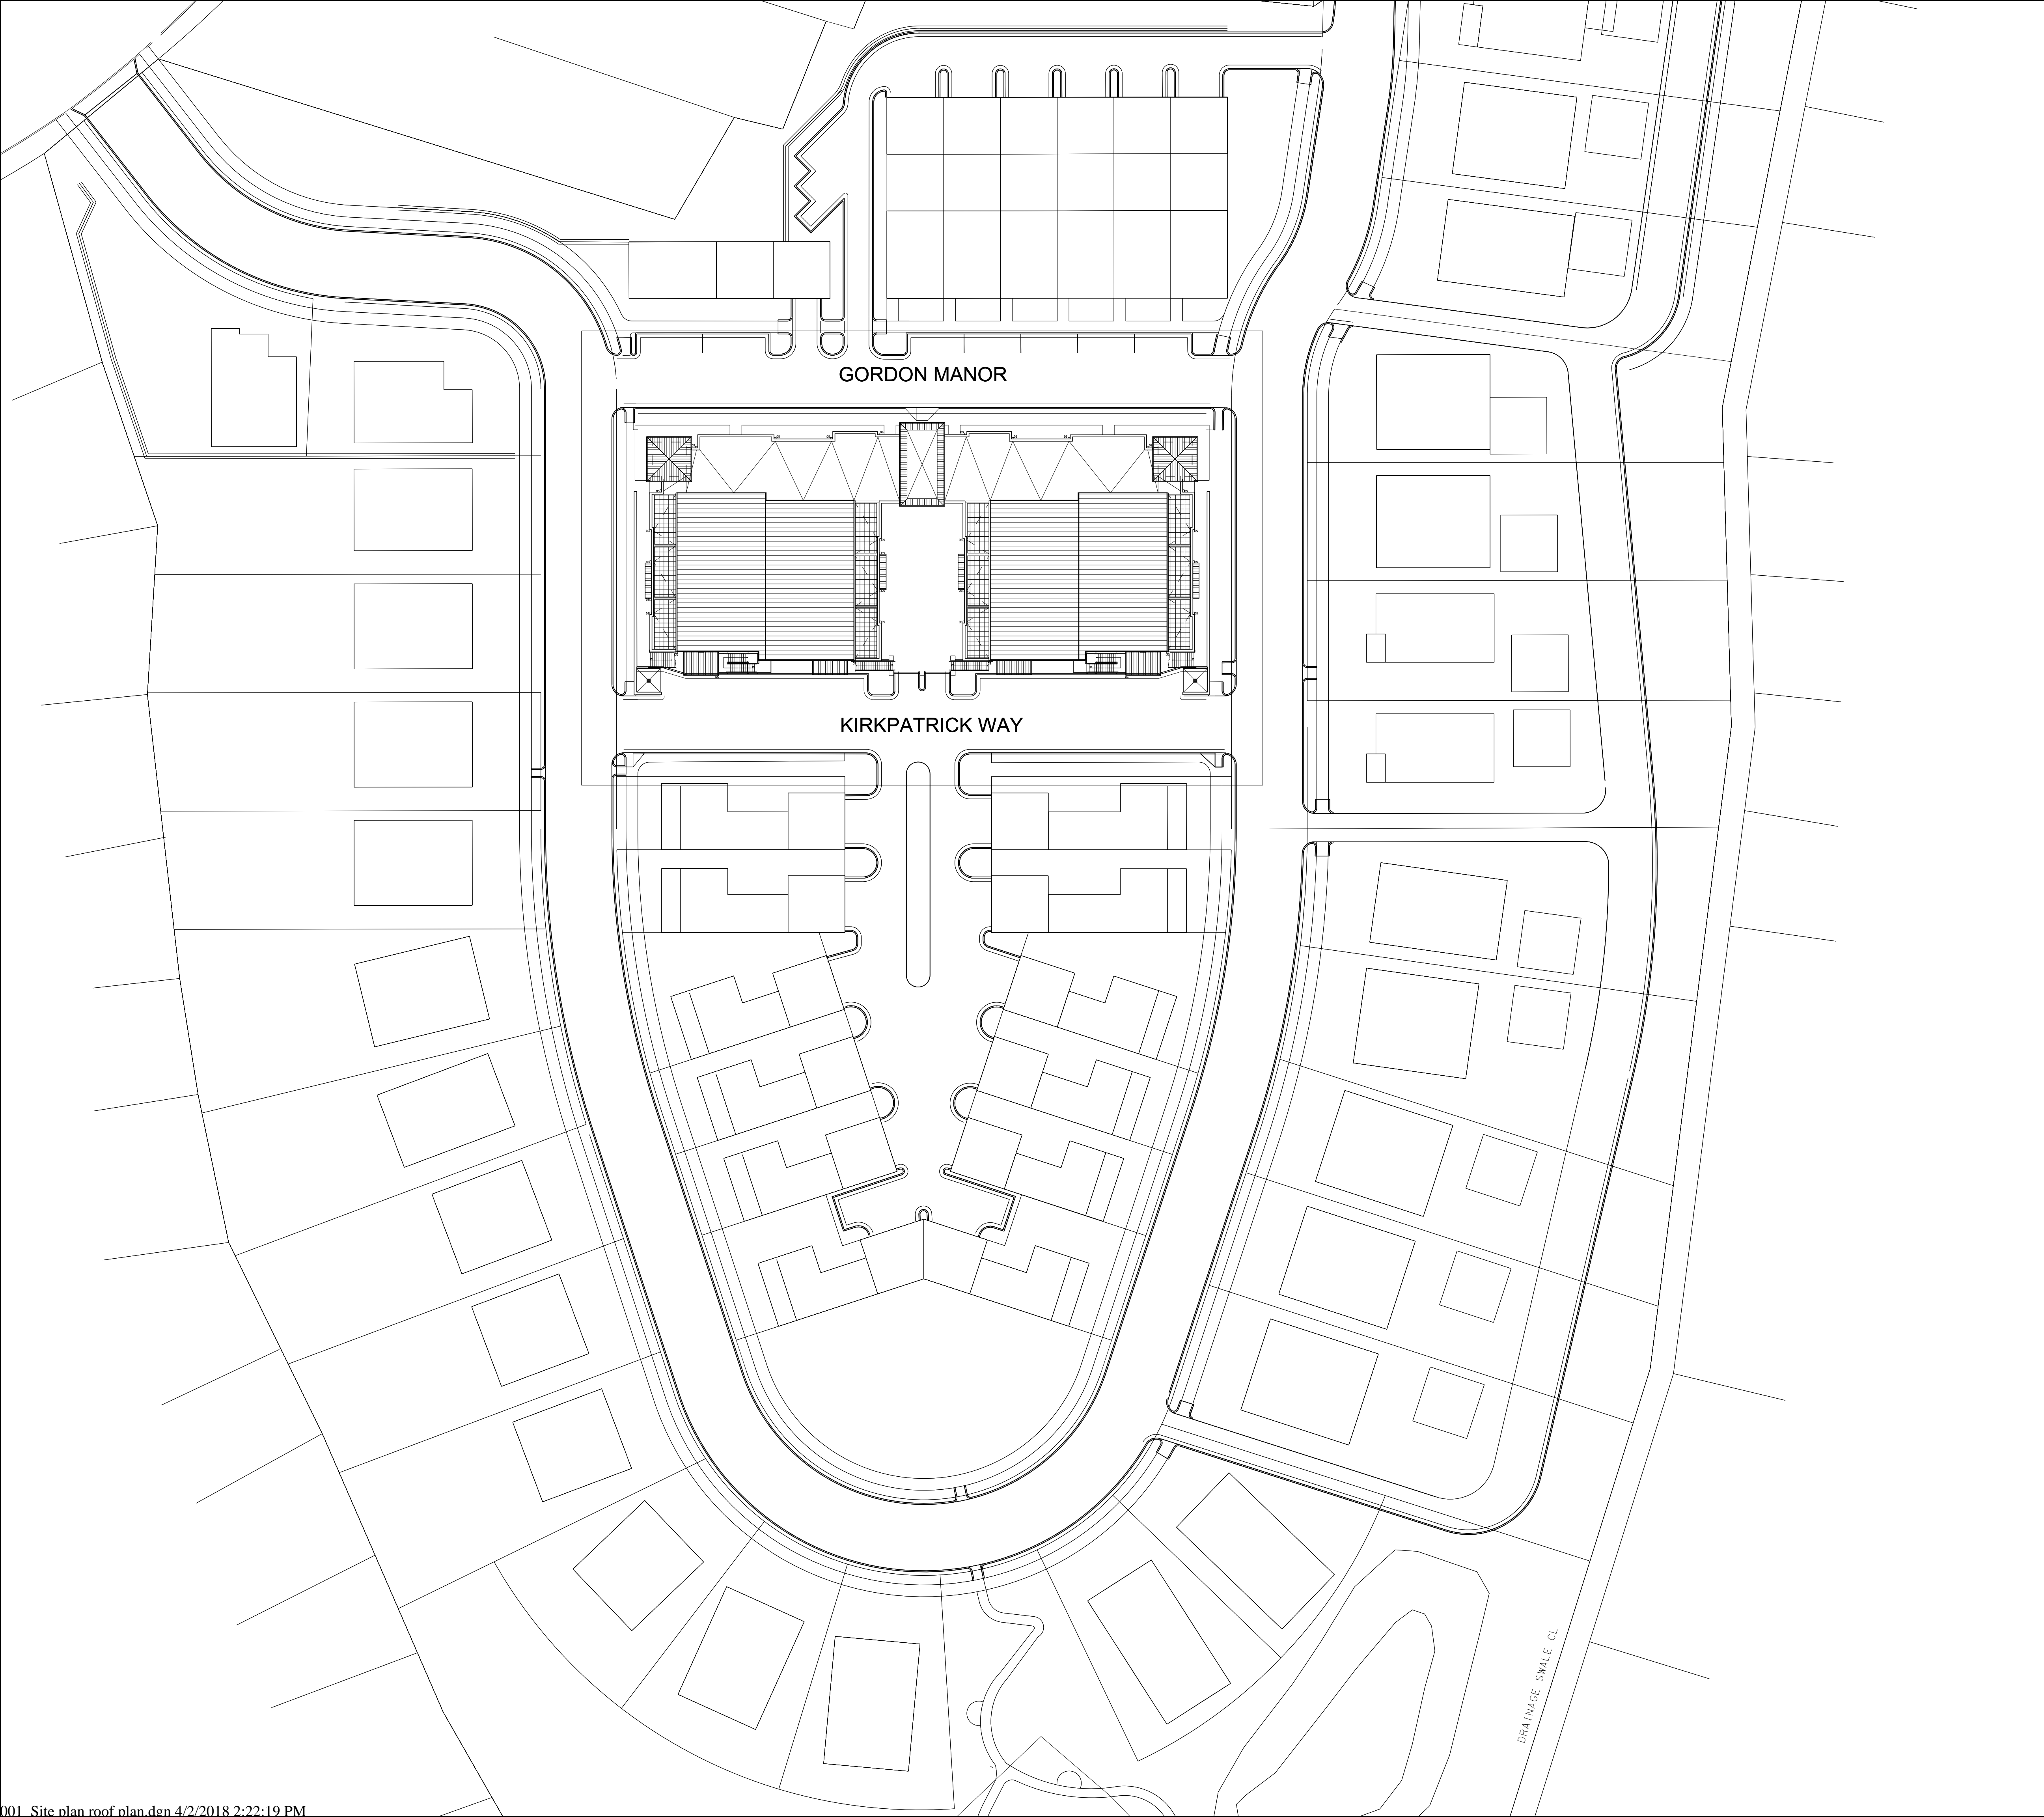 GORDON MANOR
KIRKPATRICK WAY
DRAINAGE SWALE CL
001_Site plan roof plan.dgn 4/2/2018 2:22:19 PM